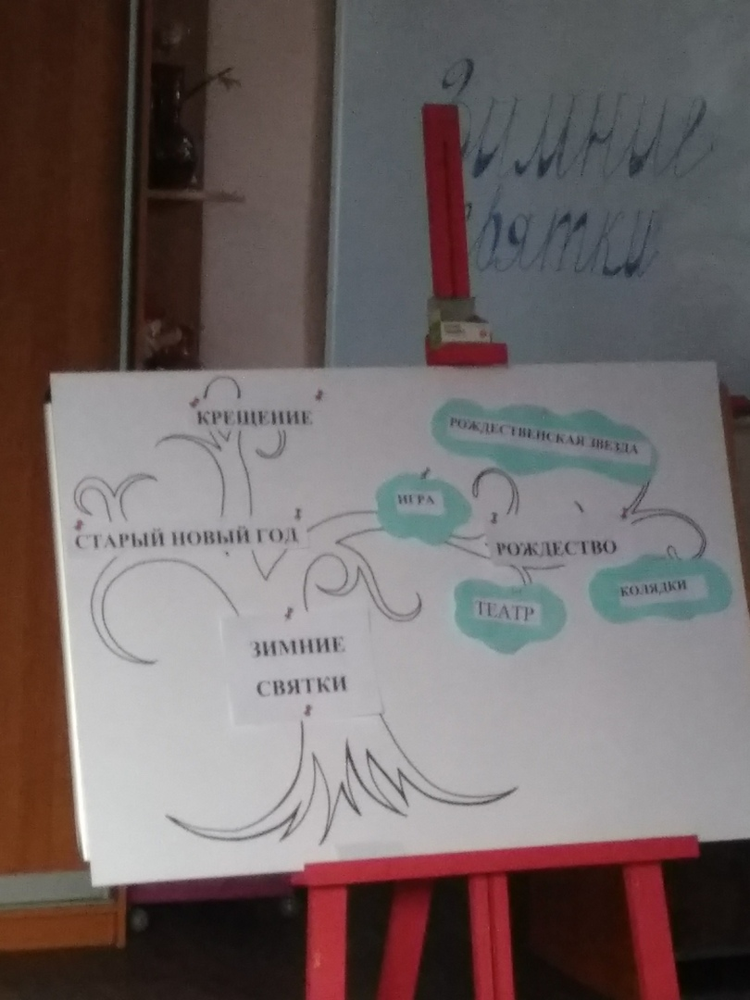 Зимние
святки
КРЕЩЕНИЕ
РОЖДЕСТВЕНСКАЯ ЗВЕЗДА
ИГРА
СТАРЫЙ НОВЫЙ ГОД
РОЖДЕСТВО
КОЛЯДКИ
ТЕАТР
ЗИМНИЕ
СВЯТКИ